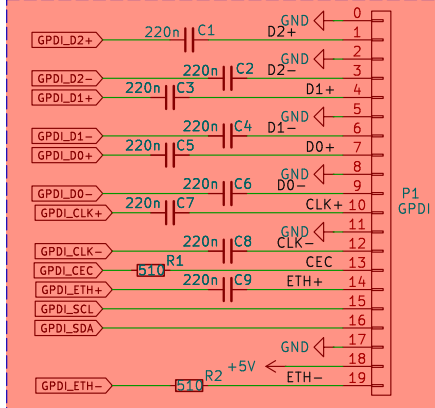 GND 0
GPDI_D2+ 220n C1 D2+ 1
GND 2
GPDI_D2- 220n C2 D2- 3
GPDI_D1+ 220n C3 D1+ 4
GND 5
GPDI_D1- 220n C4 D1- 6
GPDI_D0+ 220n C5 D0+ 7
GND 8
GPDI_D0- 220n C6 D0- 9
GPDI_CLK+ 220n C7 CLK+ 10
P1
GPDI
GND 11
GPDI_CLK- 220n C8 CLK- 12
GPDI_CEC 510 R1 CEC 13
GPDI_ETH+ 220n C9 ETH+ 14
GPDI_SCL 15
GPDI_SDA 16
GND 17
+5V 18
GPDI_ETH- 510 R2 ETH- 19